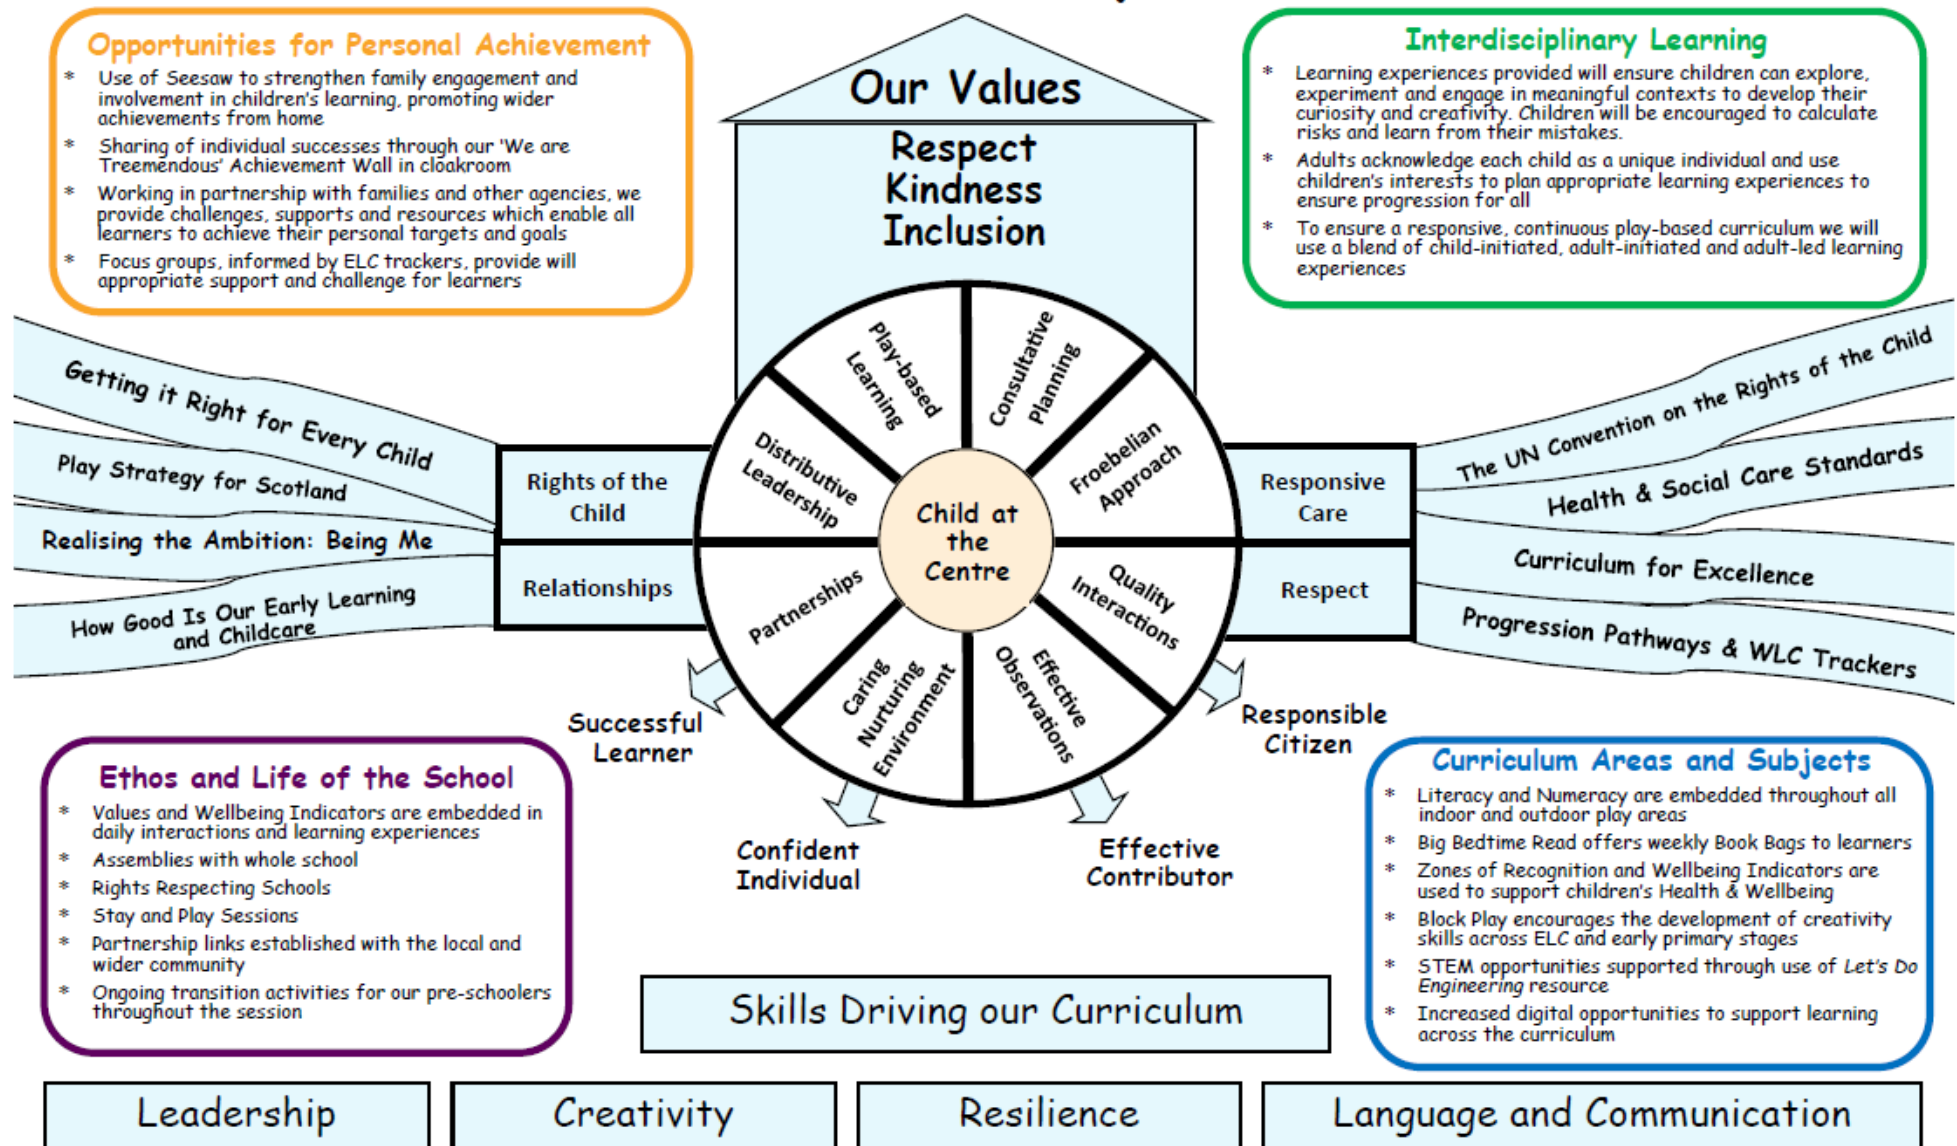 Opportunities for Personal Achievement
* Use of Seesaw to strengthen family engagement and
involvement in children's learning, promoting wider
achievements from home
* Sharing of individual successes through our 'We are
Treemendous' Achievement Wall in cloakroom
* Working in partnership with families and other agencies, we
provide challenges, supports and resources which enable all
learners to achieve their personal targets and goals
* Focus groups, informed by ELC trackers, provide will
appropriate support and challenge for learners
Our Values
Respect
Kindness
Inclusion
Interdisciplinary Learning
* Learning experiences provided will ensure children can explore,
experiment and engage in meaningful contexts to develop their
curiosity and creativity. Children will be encouraged to calculate
risks and learn from their mistakes.
* Adults acknowledge each child as a unique individual and use
children's interests to plan appropriate learning experiences to
ensure progression for all
* To ensure a responsive, continuous play-based curriculum we will
use a blend of child-initiated, adult-initiated and adult-led learning
experiences
Getting it Right for Every Child
Play Strategy for Scotland
Realising the Ambition: Being Me
How Good Is Our Early Learning
and Childcare
Rights of the
Child
Relationships
Play-based
Learning
Consultative
Planning
Distributive
Leadership
Froebelian
Approach
Child at
the
Centre
Partnerships
Quality
Interactions
Caring
Nurturing
Environment
Effective
Observations
Responsive
Care
Respect
The UN Convention on the Rights of the Child
Health & Social Care Standards
Curriculum for Excellence
Progression Pathways & WLC Trackers
Successful
Learner
Confident
Individual
Effective
Contributor
Responsible
Citizen
Ethos and Life of the School
* Values and Wellbeing Indicators are embedded in
daily interactions and learning experiences
* Assemblies with whole school
* Rights Respecting Schools
* Stay and Play Sessions
* Partnership links established with the local and
wider community
* Ongoing transition activities for our pre-schoolers
throughout the session
Curriculum Areas and Subjects
* Literacy and Numeracy are embedded throughout all
indoor and outdoor play areas
* Big Bedtime Read offers weekly Book Bags to learners
* Zones of Recognition and Wellbeing Indicators are
used to support children's Health & Wellbeing
* Block Play encourages the development of creativity
skills across ELC and early primary stages
* STEM opportunities supported through use of Let's Do
Engineering resource
* Increased digital opportunities to support learning
across the curriculum
Skills Driving our Curriculum
Leadership
Creativity
Resilience
Language and Communication